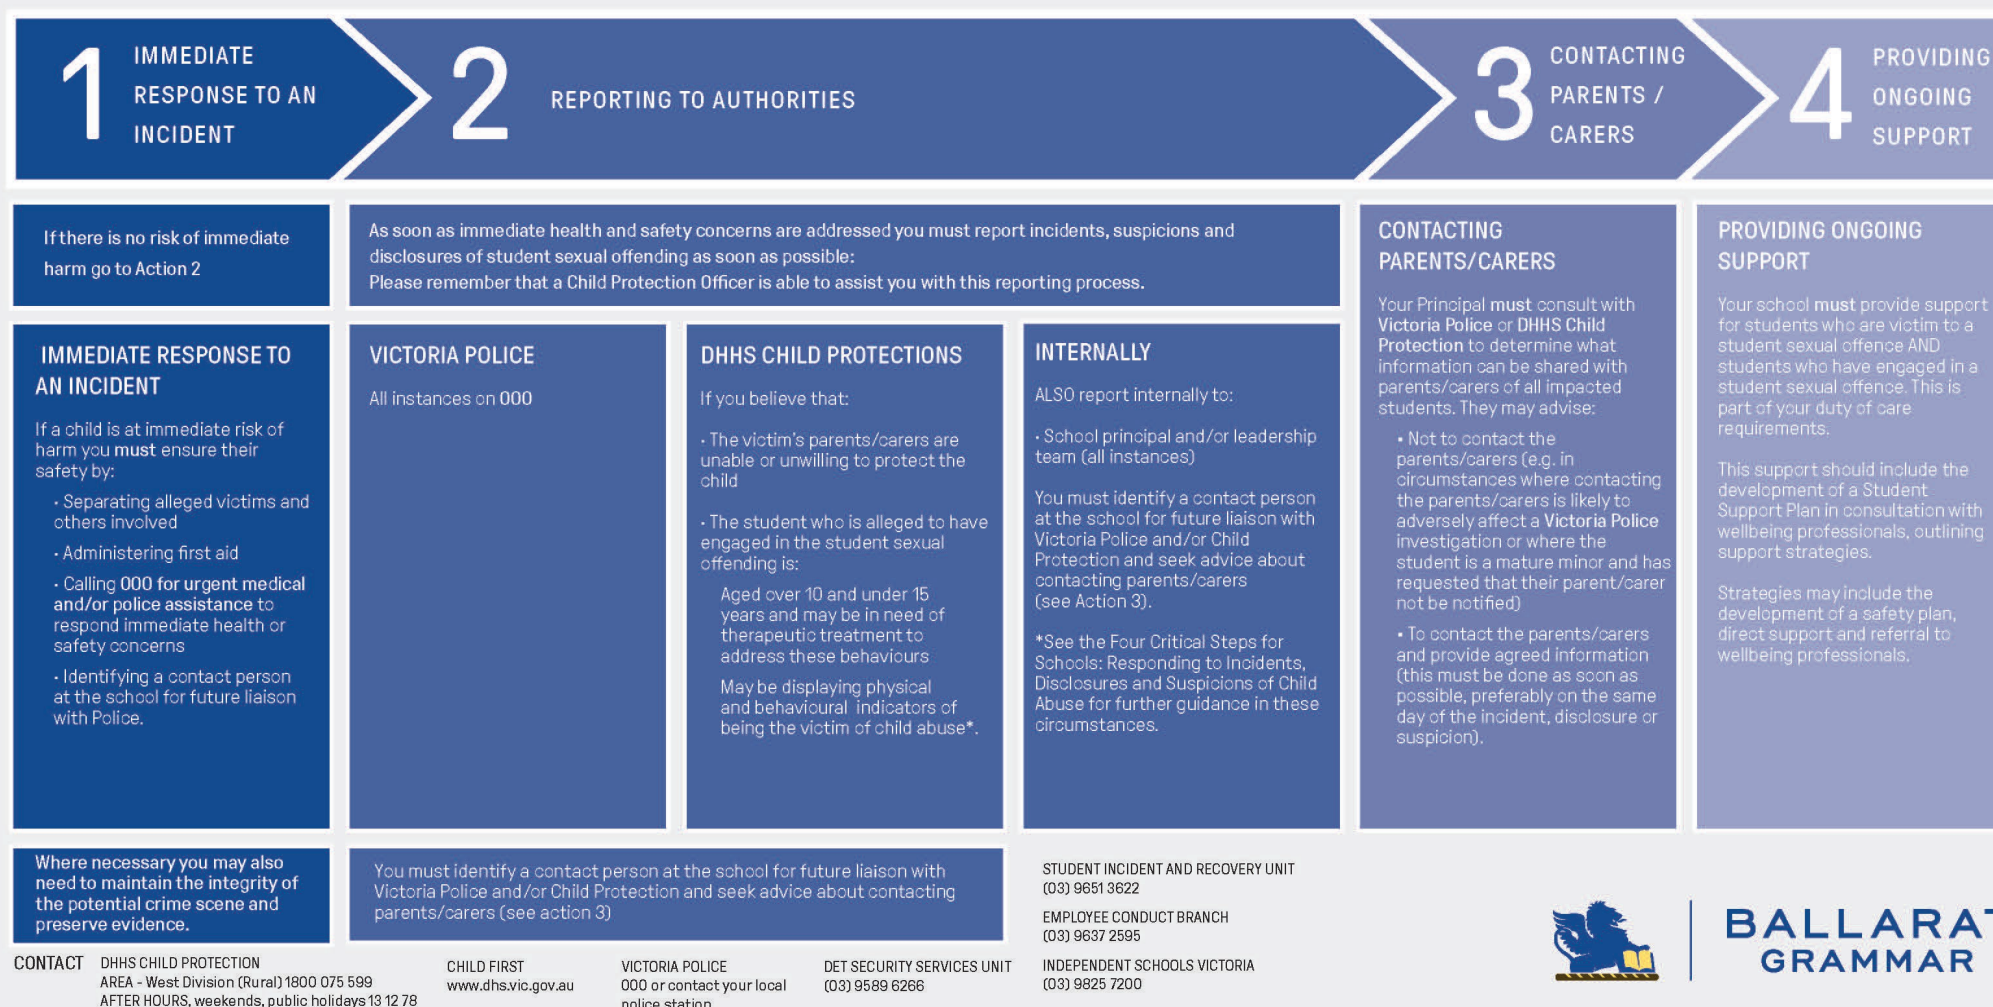 1
IMMEDIATE
RESPONSE TO AN
INCIDENT
2
REPORTING TO AUTHORITIES
3
CONTACTING
PARENTS /
CARERS
4
PROVIDING
ONGOING
SUPPORT
If there is no risk of immediate
harm go to Action 2
As soon as immediate health and safety concerns are addressed you must report incidents, suspicions and
disclosures of student sexual offending as soon as possible:
Please remember that a Child Protection Officer is able to assist you with this reporting process.
IMMEDIATE RESPONSE TO
AN INCIDENT
If a child is at immediate risk of
harm you must ensure their
safety by:
· Separating alleged victims and
others involved
· Administering first aid
· Calling 000 for urgent medical
and/or police assistance to
respond immediate health or
safety concerns
· Identifying a contact person
at the school for future liaison
with Police.
VICTORIA POLICE
All instances on 000
DHHS CHILD PROTECTIONS
If you believe that:
· The victim's parents/carers are
unable or unwilling to protect the
child
· The student who is alleged to have
engaged in the student sexual
offending is:
Aged over 10 and under 15
years and may be in need of
therapeutic treatment to
address these behaviours
May be displaying physical
and behavioural indicators of
being the victim of child abuse*.
INTERNALLY
ALSO report internally to:
· School principal and/or leadership
team (all instances)
You must identify a contact person
at the school for future liaison with
Victoria Police and/or Child
Protection and seek advice about
contacting parents/carers
(see Action 3).
*See the Four Critical Steps for
Schools: Responding to Incidents,
Disclosures and Suspicions of Child
Abuse for further guidance in these
circumstances.
CONTACTING
PARENTS/CARERS
Your Principal must consult with
Victoria Police or DHHS Child
Protection to determine what
information can be shared with
parents/carers of all impacted
students. They may advise:
• Not to contact the
parents/carers (e.g. in
circumstances where contacting
the parents/carers is likely to
adversely affect a Victoria Police
investigation or where the
student is a mature minor and has
requested that their parent/carer
not be notified)
• To contact the parents/carers
and provide agreed information
(this must be done as soon as
possible, preferably on the same
day of the incident, disclosure or
suspicion).
PROVIDING ONGOING
SUPPORT
Your school must provide support
for students who are victim to a
student sexual offence AND
students who have engaged in a
student sexual offence. This is
part of your duty of care
requirements.
This support should include the
development of a Student
Support Plan in consultation with
wellbeing professionals, outlining
support strategies.
Strategies may include the
development of a safety plan,
direct support and referral to
wellbeing professionals.
Where necessary you may also
need to maintain the integrity of
the potential crime scene and
preserve evidence.
You must identify a contact person at the school for future liaison with
Victoria Police and/or Child Protection and seek advice about contacting
parents/carers (see action 3)
CONTACT
DHHS CHILD PROTECTION
AREA - West Division (Rural) 1800 075 599
AFTER HOURS, weekends, public holidays 13 12 78
CHILD FIRST
www.dhs.vic.gov.au
VICTORIA POLICE
000 or contact your local
police station
DET SECURITY SERVICES UNIT
(03) 9589 6266
STUDENT INCIDENT AND RECOVERY UNIT
(03) 9651 3622
EMPLOYEE CONDUCT BRANCH
(03) 9637 2595
INDEPENDENT SCHOOLS VICTORIA
(03) 9825 7200
BALLARAT
GRAMMAR